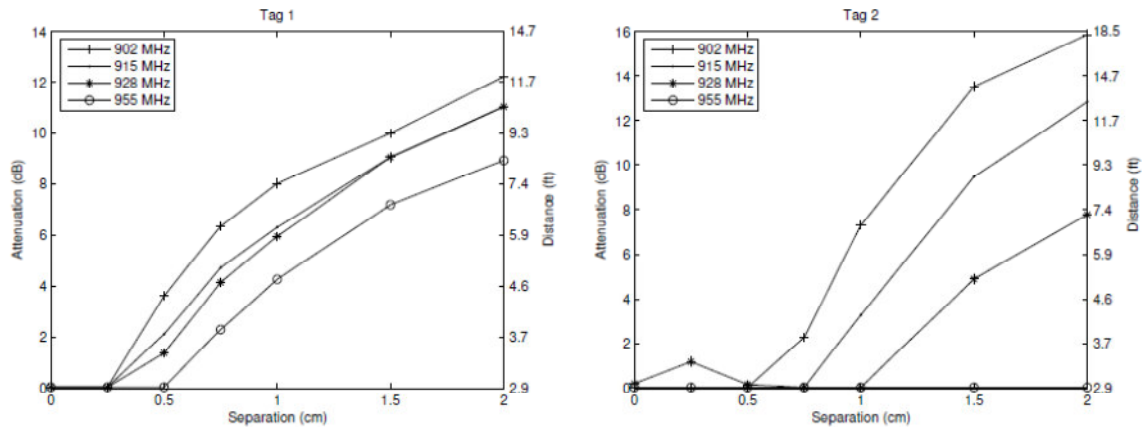 Tag 1
14
12
10
8
6
4
2
0
Attenuation (dB)
902 MHz
915 MHz
928 MHz
955 MHz
14.7
11.7
9.3
7.4
5.9
4.6
3.7
2.9
Distance (ft)
0 0.5 1 1.5 2
Separation (cm)
Tag 2
16
14
12
10
8
6
4
2
0
Attenuation (dB)
902 MHz
915 MHz
928 MHz
955 MHz
18.5
14.7
11.7
9.3
7.4
5.9
4.6
3.7
2.9
Distance (ft)
0 0.5 1 1.5 2
Separation (cm)